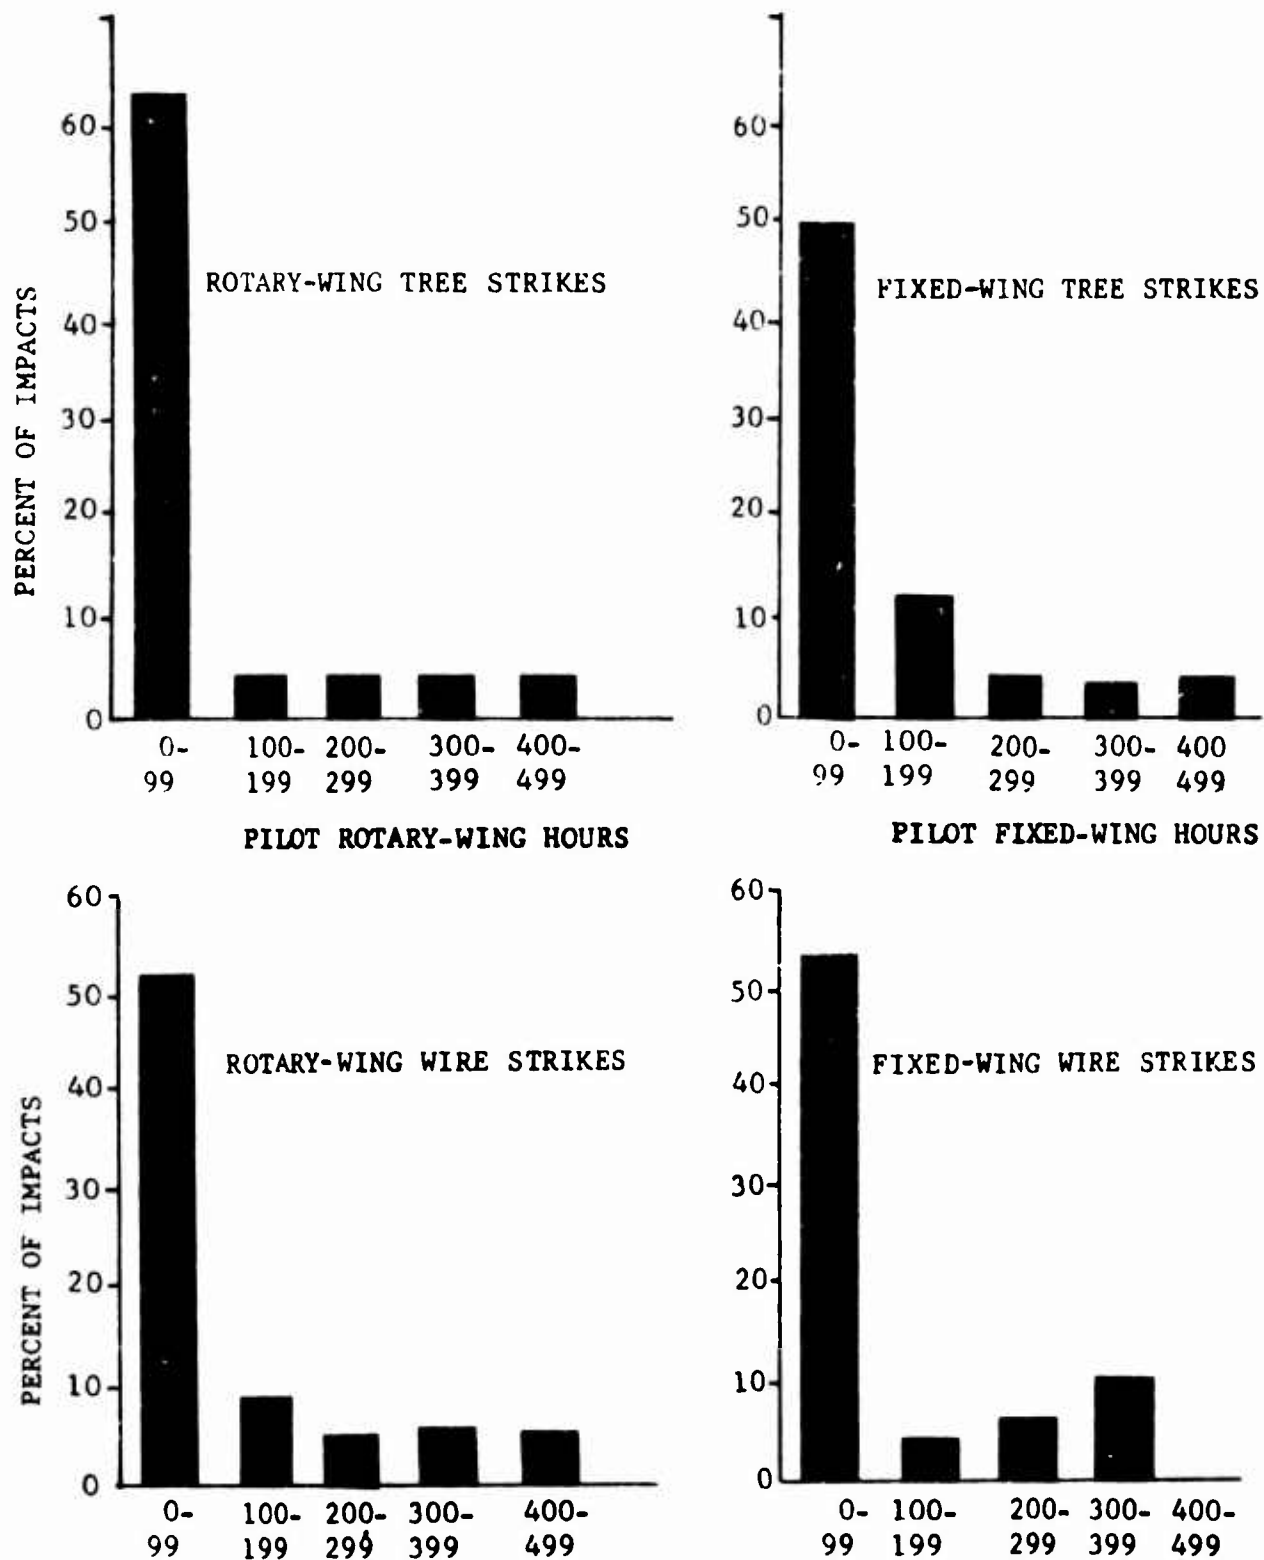 PERCENT OF IMPACTS
60
50
40
30
20
10
0
ROTARY-WING TREE STRIKES
0- 100- 200- 300- 400-
99 199 299 399 499
PILOT ROTARY-WING HOURS
60
50
40
30
20
10
0
FIXED-WING TREE STRIKES
0- 100- 200- 300- 400
99 199 299 399 499
PILOT FIXED-WING HOURS
PERCENT OF IMPACTS
60
50
40
30
20
10
0
ROTARY-WING WIRE STRIKES
0- 100- 200- 300- 400-
99 199 299 399 499
60
50
40
30
20
10
0
FIXED-WING WIRE STRIKES
0- 100- 200- 300- 400-
99 199 299 399 499